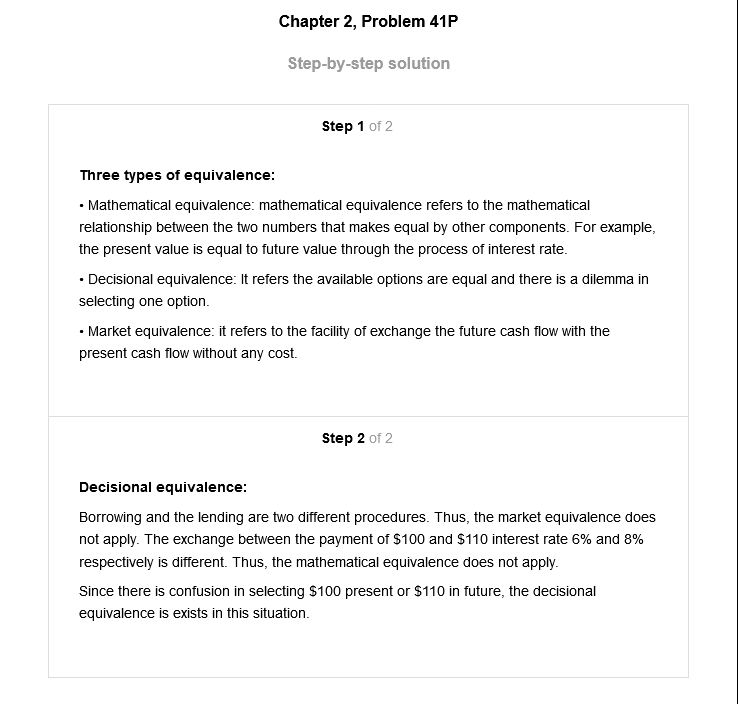 Chapter 2, Problem 41P
Step-by-step solution
Step 1 of 2
Three types of equivalence:
• Mathematical equivalence: mathematical equivalence refers to the mathematical
relationship between the two numbers that makes equal by other components. For example,
the present value is equal to future value through the process of interest rate.
• Decisional equivalence: It refers the available options are equal and there is a dilemma in
selecting one option.
• Market equivalence: it refers to the facility of exchange the future cash flow with the
present cash flow without any cost.
Step 2 of 2
Decisional equivalence:
Borrowing and the lending are two different procedures. Thus, the market equivalence does
not apply. The exchange between the payment of $100 and $110 interest rate 6% and 8%
respectively is different. Thus, the mathematical equivalence does not apply.
Since there is confusion in selecting $100 present or $110 in future, the decisional
equivalence is exists in this situation.